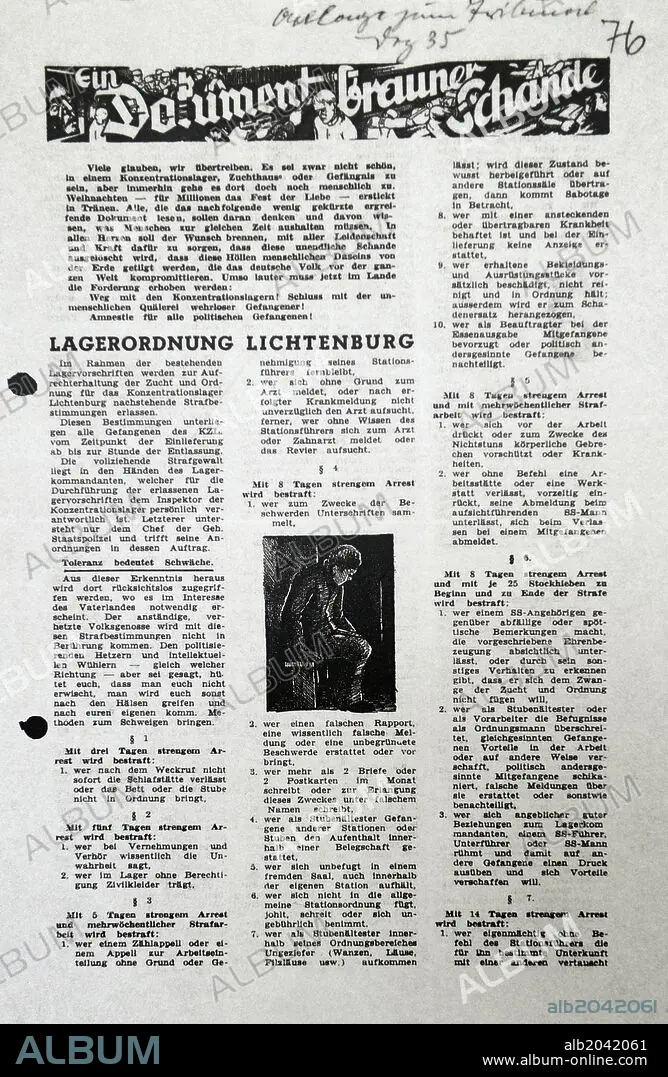 zum Tribunal
35
76
Ein Dokument brauner Schande
Viele glauben, wir übertreiben. Es sei zwar nicht schön,
in einem Konzentrationslager, Zuchthaus oder Gefängnis zu
sein, aber immerhin gehe es dort doch noch menschlich zu.
Weihnachten — für Millionen das Fest der Liebe — erstickt
in Tränen. Alle, die das nachfolgende wenig gekürzte ergrei-
fende Dokument lesen, sollen daran denken und davon wis-
sen, was Menschen zur gleichen Zeit aushalten müssen. In
allen Herzen soll der Wunsch brennen, mit aller Leidenschaft
und Kraft dafür zu sorgen, dass diese unendliche Schande
ausgelöscht wird, dass diese Höllen menschlichen Daseins von
der Erde getilgt werden, die das deutsche Volk vor der gan-
zen Welt kompromittieren. Umso lauter muss jetzt im Lande
die Forderung erhoben werden:
Weg mit den Konzentrationslagern! Schluss mit der un-
menschlichen Quälerei wehrloser Gefangener!
Amnestie für alle politischen Gefangenen!
LAGERORDNUNG LICHTENBURG
Im Rahmen der bestehenden
Lagervorschriften werden zur Auf-
rechterhaltung der Zucht und Ord-
nung für das Konzentrationslager
Lichtenburg nachstehende Strafbe-
stimmungen erlassen.
Diesen Bestimmungen unterlie-
gen alle Gefangenen des KZL.
vom Zeitpunkt der Einlieferung
ab bis zur Stunde der Entlassung.
Die vollziehende Strafgewalt
liegt in den Händen des Lager-
kommandanten, welcher für die
Durchführung der erlassenen La-
gervorschriften dem Inspektor der
Konzentrationslager persönlich ver-
antwortlich ist. Letzterer unter-
steht nur dem Chef der Geh.
Staatspolizei und trifft seine An-
ordnungen in dessen Auftrag.
Toleranz bedeutet Schwäche.
Aus dieser Erkenntnis heraus
wird dort rücksichtslos zugegrif-
fen werden, wo es im Interesse
des Vaterlandes notwendig er-
scheint. Der anständige, ver-
hetzte Volksgenosse wird mit die-
sen Strafbestimmungen nicht in
Berührung kommen. Den politisie-
renden Hetzern und intellektuel-
len Wühlern — gleich welcher
Richtung — aber sei gesagt, hü-
tet euch, dass man euch nicht
erwischt, man wird euch sonst
nach den Hälsen greifen und
nach euren eigenen komm. Me-
thoden zum Schweigen bringen.
§ 1
Mit drei Tagen strengem Ar-
rest wird bestraft:
1. wer nach dem Weckruf nicht
sofort die Schlafstätte verlässt
oder das Bett oder die Stube
nicht in Ordnung bringt.
§ 2
Mit fünf Tagen strengem Ar-
rest wird bestraft:
1. wer bei Vernehmungen und
Verhör wissentlich die Un-
wahrheit sagt,
2. wer im Lager ohne Berechti-
gung Zivilkleider trägt.
§ 3
Mit 5 Tagen strengem Arrest
und mehrwöchentlicher Strafar-
beit wird bestraft:
1. wer einem Zählappell oder ei-
nem Appell zur Arbeitsein-
teilung ohne Grund oder Ge-
nehmigung seines Stations-
führers fernbleibt,
2. wer sich ohne Grund zum
Arzt meldet, oder nach er-
folgter Krankmeldung nicht
unverzüglich den Arzt aufsucht,
ferner, wer ohne Wissen des
Stationsführers sich zum Arzt
oder Zahnarzt meldet oder
das Revier aufsucht.
§ 4
Mit 8 Tagen strengem Arrest
wird bestraft:
1. wer zum Zwecke der Be-
schwerden Unterschriften sam-
melt,
2. wer einen falschen Rapport,
eine wissentlich falsche Mel-
dung oder eine unbegründete
Beschwerde erstattet oder vor
bringt,
3. wer mehr als 2 Briefe oder
2 Postkarten im Monat
schreibt oder zur Erlangung
dieses Zweckes unter falschem
Namen schreibt,
4. wer als Stubenältester Gefan-
gene anderer Stationen oder
Stuben den Aufenthalt inner-
halb einer Belegschaft ge-
stattet,
5. wer sich unbefugt in einem
fremden Saal, auch innerhalb
der eigenen Station aufhält,
6. wer sich nicht in die allge-
meine Stationsordnung fügt,
johlt, schreit oder sich un-
gebührlich benimmt,
7. wer als Stubenältester inner-
halb seines Ordnungsbereiches
Ungeziefer (Wanzen, Läuse,
Filzläuse usw.) aufkommen
lässt; wird dieser Zustand be-
wusst herbeigeführt oder auf
andere Stationssäle übertra-
gen, dann kommt Sabotage
in Betracht,
8. wer mit einer ansteckenden
oder übertragbaren Krankheit
behaftet ist und bei der Ein-
lieferung keine Anzeige er-
stattet,
9. wer erhaltene Bekleidungs-
und Ausrüstungsstücke vor-
sätzlich beschädigt, nicht rei-
nigt und in Ordnung hält;
ausserdem wird er zum Scha-
denersatz herangezogen,
10. wer als Beauftragter bei der
Essenausgabe Mitgefangene
bevorzugt oder politisch an-
dersgesinnte Gefangene be-
nachteiligt.
§ 5
Mit 8 Tagen strengem Arrest
und mit mehrwöchentlicher Straf-
arbeit wird bestraft:
1. wer sich vor der Arbeit
drückt oder zum Zwecke des
Nichtstuns körperliche Gebre-
chen vorschützt oder Krank-
heiten.
2. wer ohne Befehl eine Ar-
beitsstätte oder eine Werk-
statt verlässt, vorzeitig ein-
rückt, seine Abmeldung beim
aufsichtführenden SS-Mann
unterlässt, sich beim Verlas-
sen bei einem Mitgefangenen
abmeldet.
§ 6.
Mit 8 Tagen strengem Arrest
und mit je 25 Stockhieben zu
Beginn und zu Ende der Strafe
wird bestraft:
1. wer einem SS-Angehörigen ge-
genüber abfällige oder spöt-
tische Bemerkungen macht,
die vorgeschriebene Ehrenbe-
zeugung absichtlich unter-
lässt, oder durch sein son-
stiges Verhalten zu erkennen
gibt, dass er sich dem Zwan-
ge der Zucht und Ordnung
nicht fügen will,
2. wer als Stubenältester oder
als Vorarbeiter die Befugnisse
als Ordnungsmann überschrei-
tet, gleichgesinnten Gefange-
nen Vorteile in der Arbeit
oder auf andere Weise ver-
schafft, politisch andersge-
sinnte Mitgefangene schika-
niert, falsche Meldungen über
sie erstattet oder sonstwie
benachteiligt,
3. wer sich angeblicher guter
Beziehungen zum Lagerkom
mandanten, einem SS-Führer,
Unterführer oder SS-Mann
rühmt und damit auf an-
dere Gefangene einen Druck
ausüben und sich Vorteile
verschaffen will.
§ 7.
Mit 14 Tagen strengem Arrest
wird bestraft:
1. wer eigenmächtig ohne Be-
fehl des Stationsführers die
für ihn bestimmte Unterkunft
mit einer anderen vertauscht
alb2042061
ALBUM
alb2042061
www.album-online.com